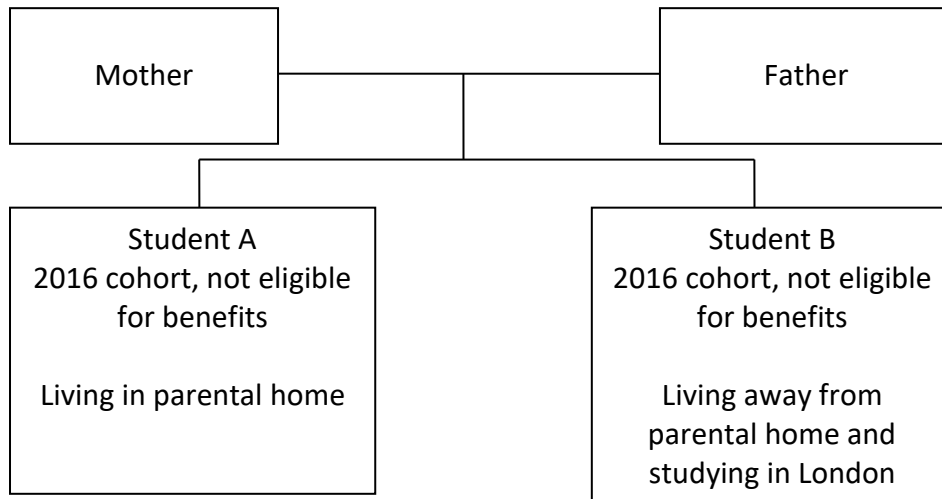 Mother
Father
Student A
2016 cohort, not eligible
for benefits
Living in parental home
Student B
2016 cohort, not eligible
for benefits
Living away from
parental home and
studying in London